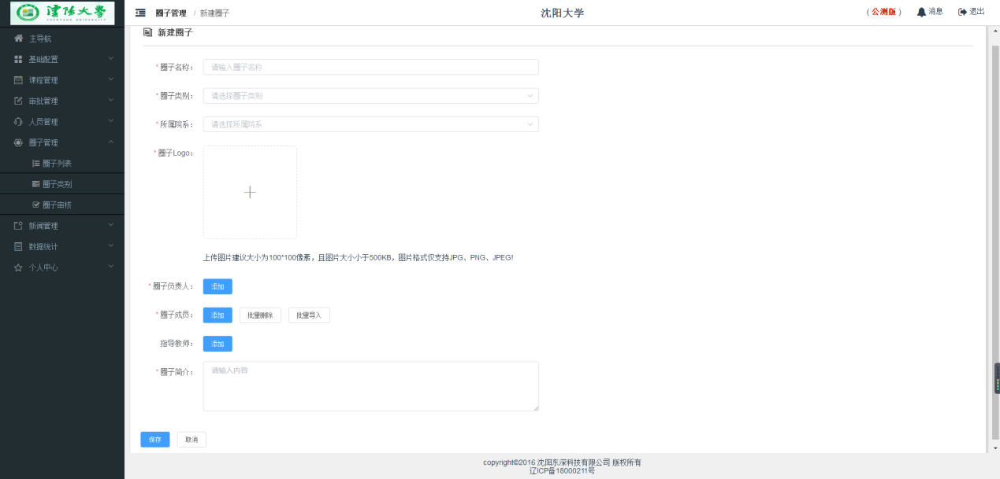 沈阳大学
SHENYANG UNIVERSITY
圈子管理 / 新建圈子
沈阳大学
(公测版)
消息
退出
主导航
基础配置
课程管理
审批管理
人员管理
圈子管理
圈子列表
圈子类别
圈子审核
新闻管理
数据统计
个人中心
新建圈子
*圈子名称：
请输入圈子名称
*圈子类别：
请选择圈子类别
*所属院系：
请选择所属院系
*圈子Logo：
上传图片建议大小为100*100像素，且图片大小小于500KB，图片格式仅支持JPG、PNG、JPEG!
*圈子负责人：
添加
*圈子成员：
添加
批量删除
批量导入
指导教师：
添加
*圈子简介：
请输入内容
保存
取消
copyright©2016 沈阳东深科技有限公司 版权所有
辽ICP备18000211号